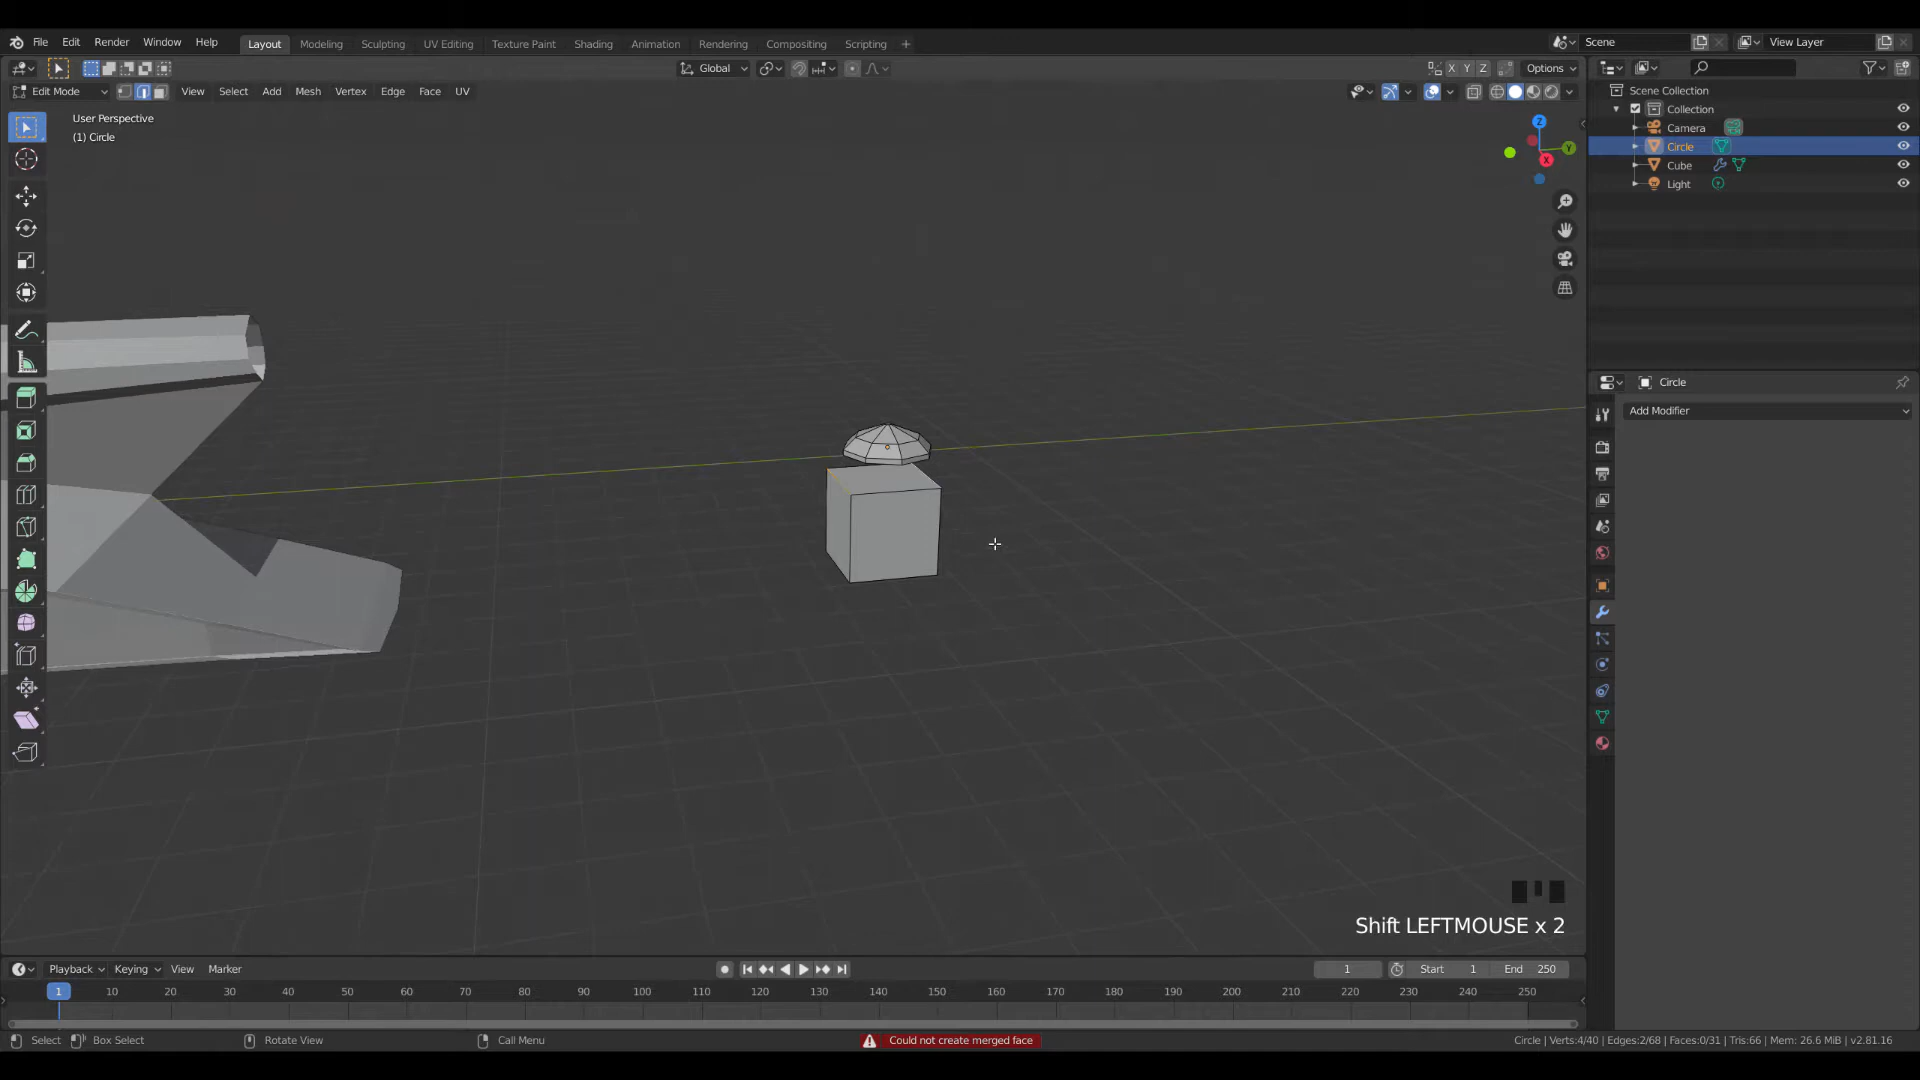 File Edit Render Window Help Layout Modeling Sculpting UV Editing Texture Paint Shading Animation Rendering Compositing Scripting + Scene View Layer
Global X Y Z Options
Edit Mode View Select Add Mesh Vertex Edge Face UV
User Perspective
(1) Circle
Z
Y
X
Scene Collection
Collection
Camera
Circle
Cube
Light
Circle
Add Modifier
Shift LEFTMOUSE x 2
Playback Keying View Marker 1 Start 1 End 250
1 10 20 30 40 50 60 70 80 90 100 110 120 130 140 150 160 170 180 190 200 210 220 230 240 250
Select Box Select Rotate View Call Menu Could not create merged face Circle | Verts:4/40 | Edges:2/68 | Faces:0/31 | Tris:66 | Mem: 26.6 MiB | v2.81.16